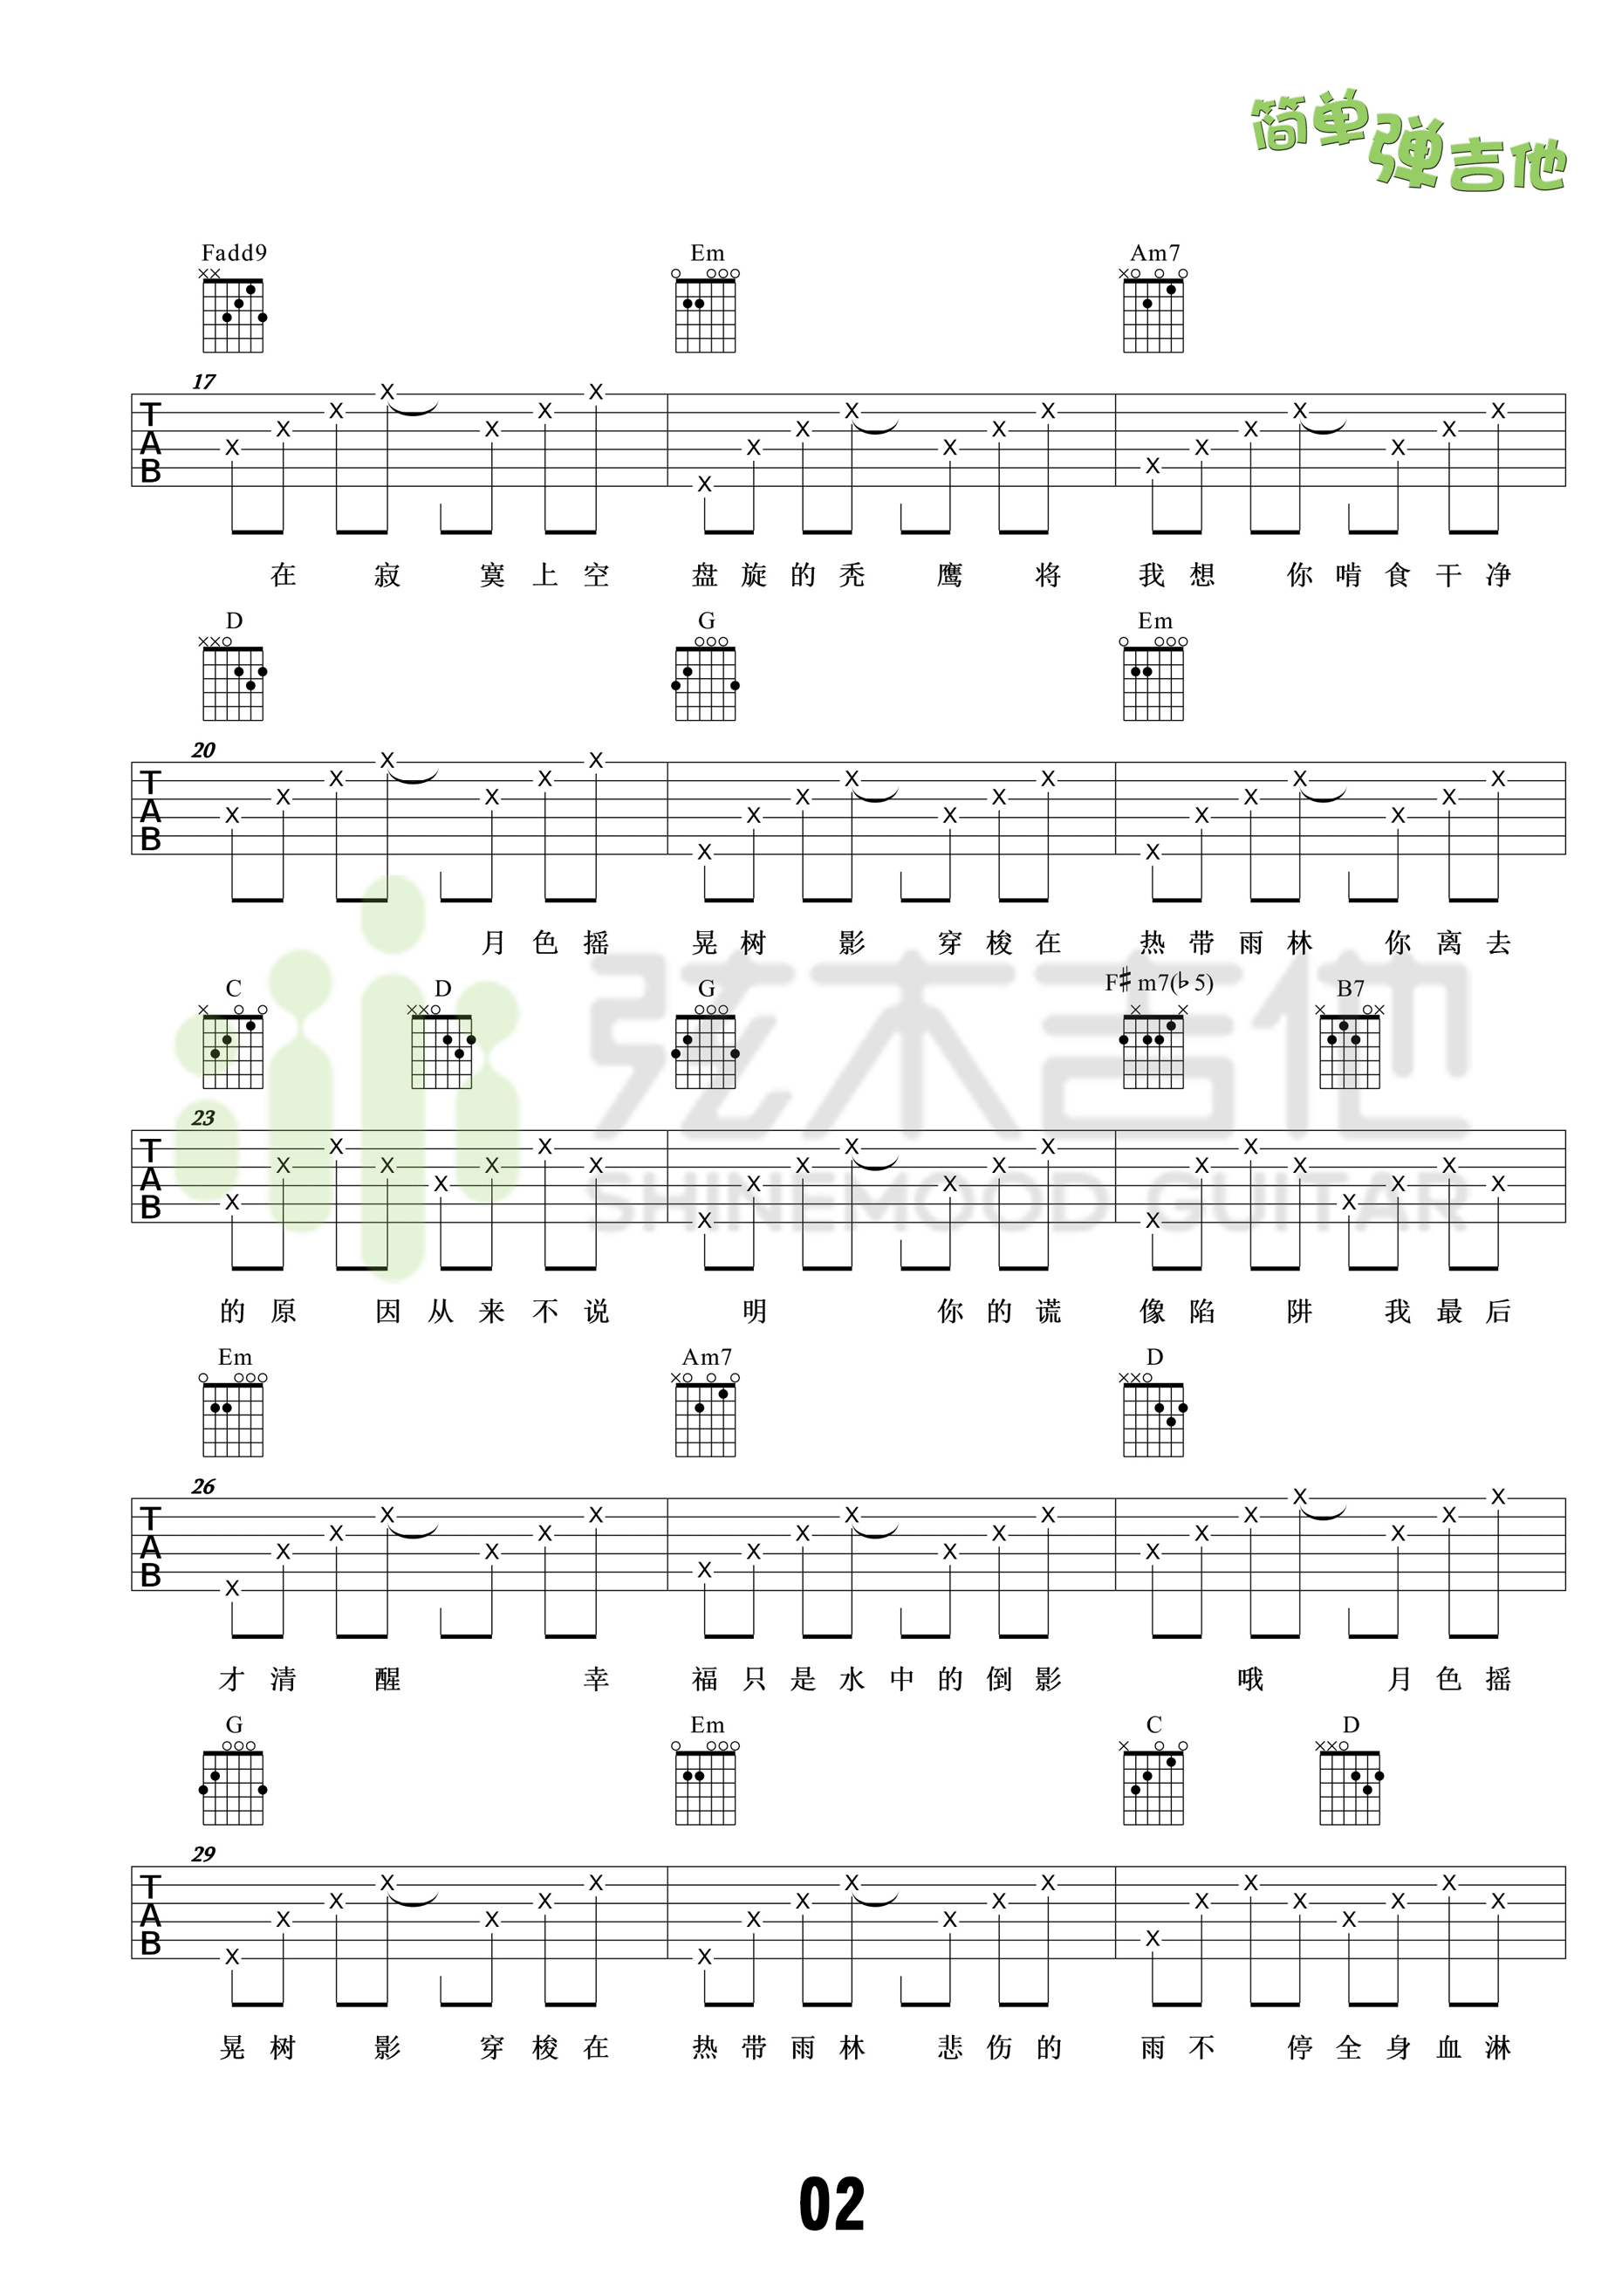 简单弹吉他
Fadd9 Em Am7
17
T A B
在 寂 寞 上 空 盘 旋 的 秃 鹰 将 我 想 你 啃 食 干 净
D G Em
20
T A B
月 色 摇 晃 树 影 穿 梭 在 热 带 雨 林 你 离 去
弦木吉他
C D G F♯m7(♭5) B7
23
T A B
SHINEMOOD GUITAR
的 原 因 从 来 不 说 明 你 的 谎 像 陷 阱 我 最 后
Em Am7 D
26
T A B
才 清 醒 幸 福 只 是 水 中 的 倒 影 哦 月 色 摇
G Em C D
29
T A B
晃 树 影 穿 梭 在 热 带 雨 林 悲 伤 的 雨 不 停 全 身 血 淋
02